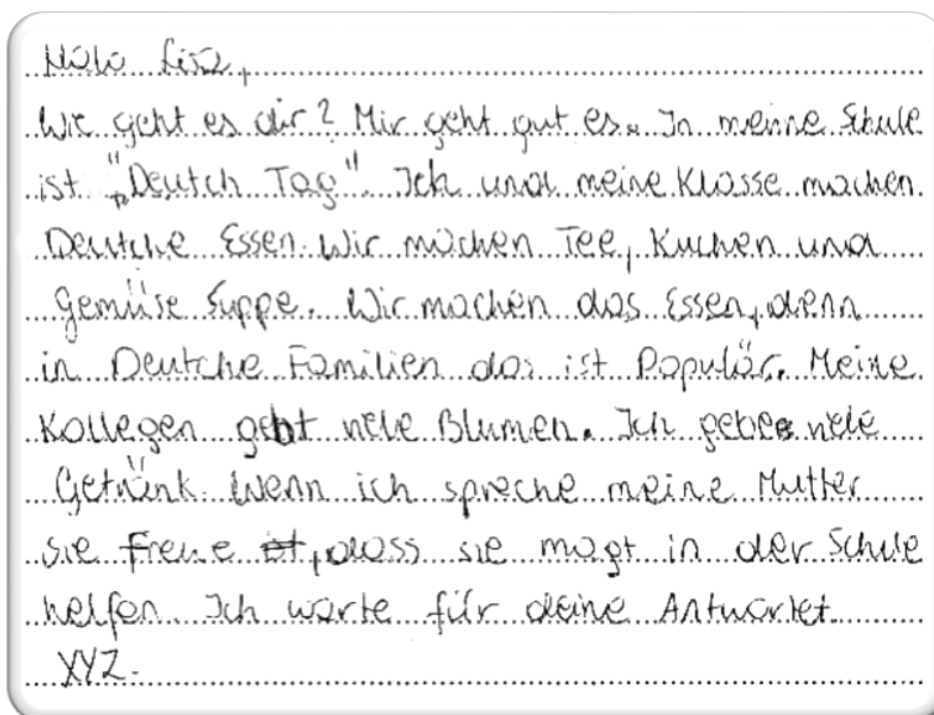 Halo Lisa,
Wie geht es dir? Mir geht gut es. In meine Schule
ist "Deutch Tag". Ich und meine Klasse machen
Deutche Essen. Wir machen Tee, Kuchen und
Gemüse Suppe. Wir machen das Essen, denn
in Deutche Familien das ist Populär. Meine
Kollegen gebt viele Blumen. Ich gebe viele
Getränk. Wenn ich spreche meine Mutter
sie freue, dass sie magt in der Schule
helfen. Ich warte für deine Antwortet.
XYZ.